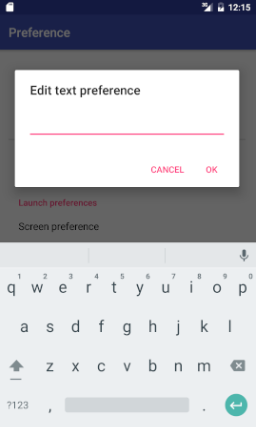 3G 12:15
Preference
Edit text preference
CANCEL OK
Launch preferences
Screen preference
1 2 3 4 5 6 7 8 9 0
q w e r t y u i o p
a s d f g h j k l
z x c v b n m
?123 , .